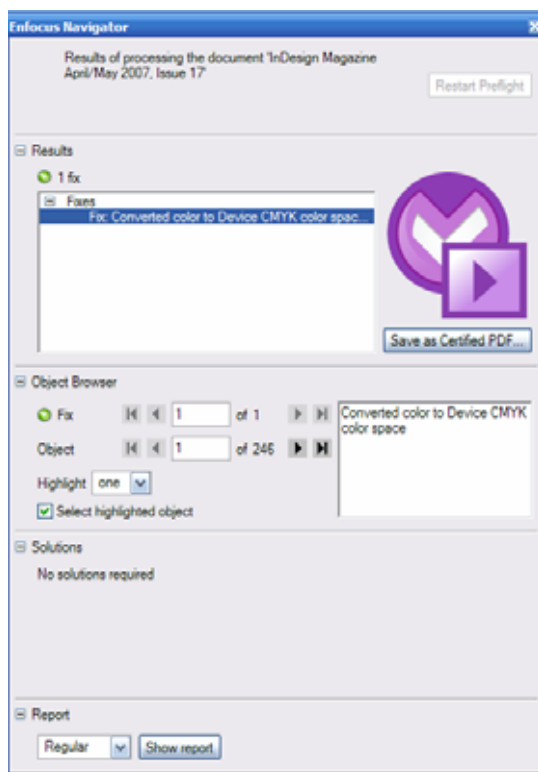 Enfocus Navigator
Results of processing the document 'InDesign Magazine
April/May 2007, Issue 17'
Restart Preflight
Results
1 fix
Fixes
Fix: Converted color to Device CMYK color spac...
Save as Certified PDF...
Object Browser
Fix 1 of 1
Converted color to Device CMYK
color space
Object 1 of 246
Highlight one
Select highlighted object
Solutions
No solutions required
Report
Regular Show report